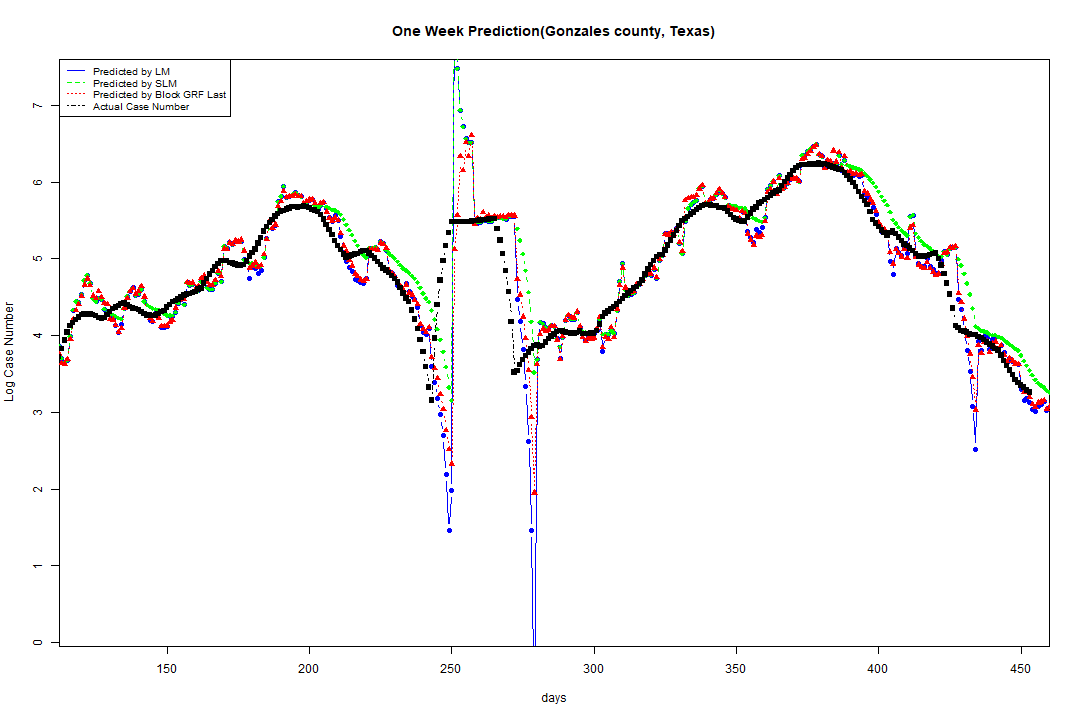 One Week Prediction(Gonzales county, Texas)
Predicted by LM
Predicted by SLM
Predicted by Block GRF Last
Actual Case Number
Log Case Number
7
6
5
4
3
2
1
0
150 200 250 300 350 400 450
days